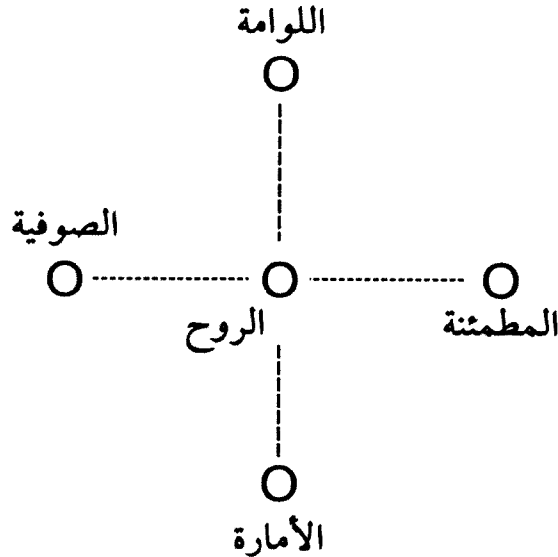 اللوامة
الصوفية
الروح
المطمئنة
الأمارة